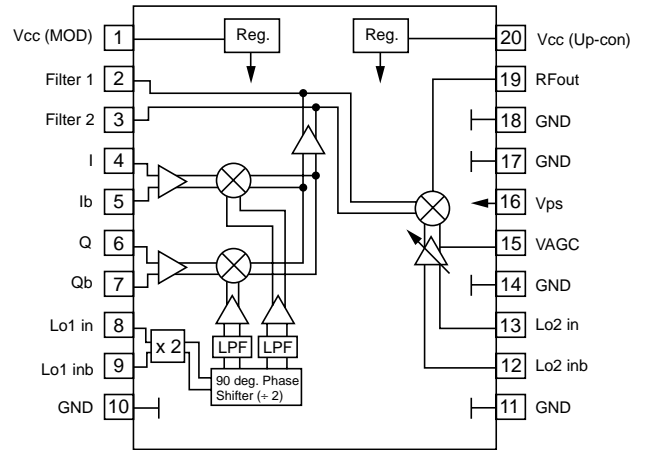 Vcc (MOD) 1 Reg. Reg. 20 Vcc (Up-con)
Filter 1 2 19 RFout
Filter 2 3 18 GND
I 4 17 GND
Ib 5 16 Vps
Q 6 15 VAGC
Qb 7 14 GND
Lo1 in 8 13 Lo2 in
x 2 LPF LPF
Lo1 inb 9 12 Lo2 inb
90 deg. Phase
Shifter (÷ 2)
GND 10 11 GND